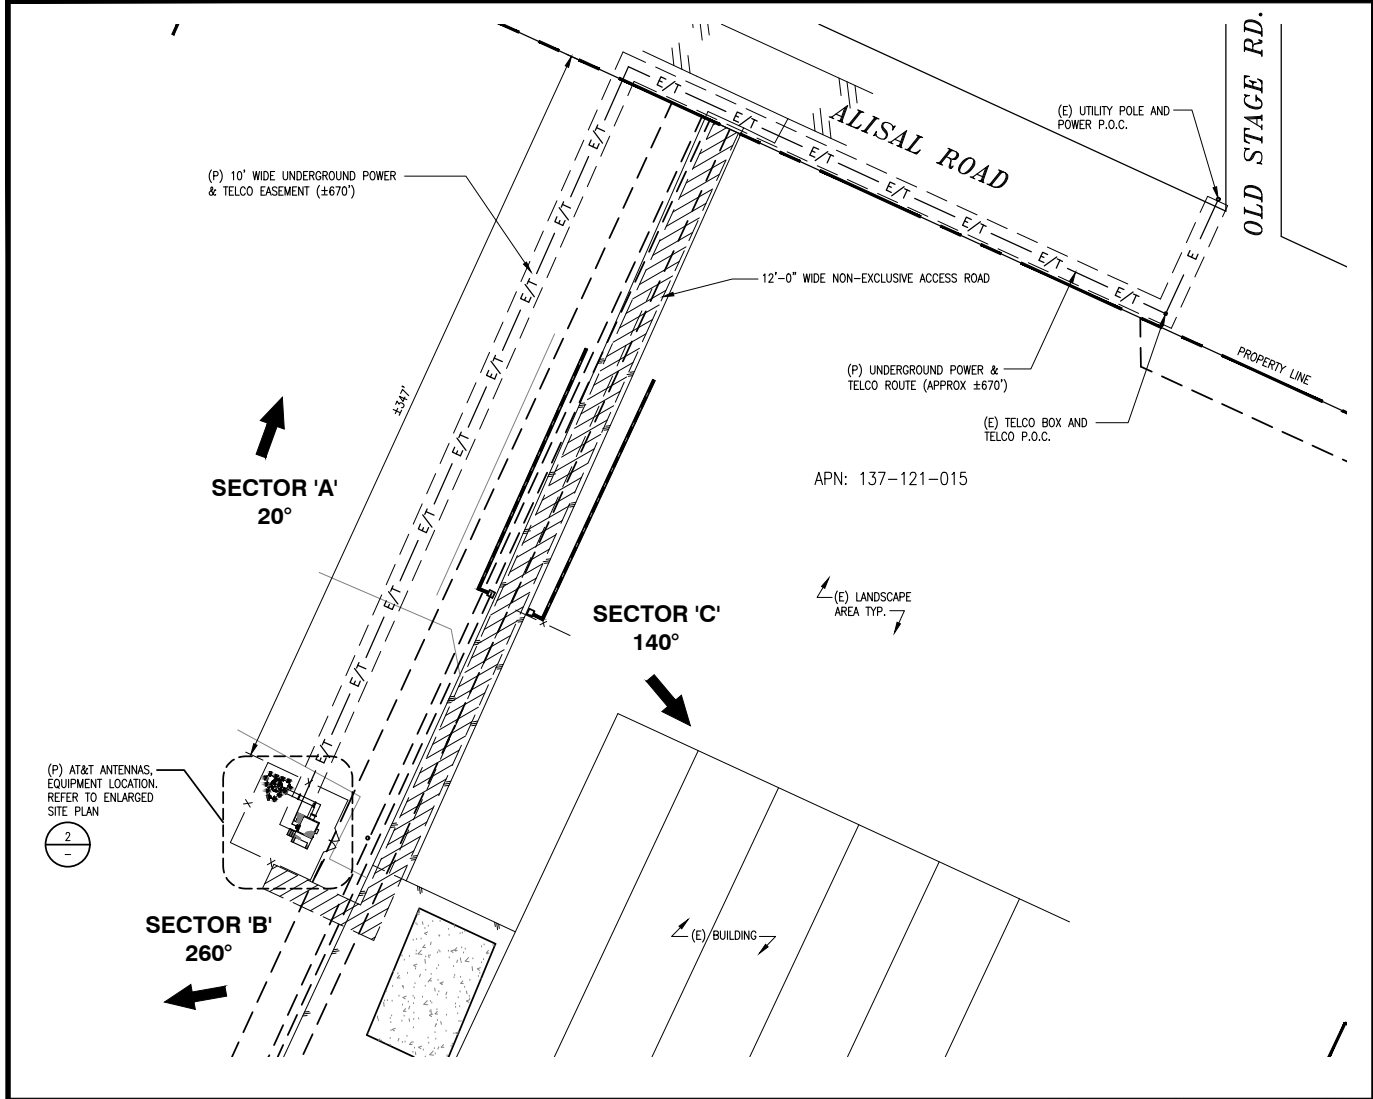 OLD STAGE RD.
ALISAL ROAD
(E) UTILITY POLE AND
POWER P.O.C.
(P) 10' WIDE UNDERGROUND POWER
& TELCO EASEMENT (±670')
12'-0" WIDE NON-EXCLUSIVE ACCESS ROAD
(P) UNDERGROUND POWER &
TELCO ROUTE (APPROX ±670')
PROPERTY LINE
(E) TELCO BOX AND
TELCO P.O.C.
±347'
APN: 137-121-015
SECTOR 'A'
20°
(E) LANDSCAPE
AREA TYP.
SECTOR 'C'
140°
(P) AT&T ANTENNAS,
EQUIPMENT LOCATION.
REFER TO ENLARGED
SITE PLAN
2
-
SECTOR 'B'
260°
(E) BUILDING
E/T
E/T
E/T
E/T
E/T
E/T
E/T
E/T
E
E/T
E/T
E/T
E/T
E/T
E/T
E/T
E/T
E/T
X
X
X
X